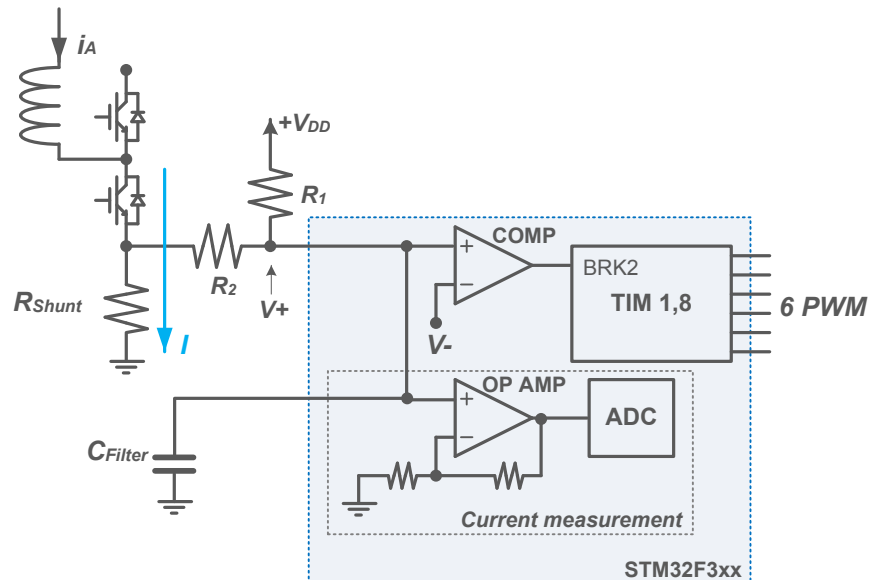 iA
+VDD
R1
COMP
+
−
BRK2
TIM 1,8
6 PWM
R2
V+
RShunt
I
V-
OP AMP
+
−
ADC
CFilter
Current measurement
STM32F3xx